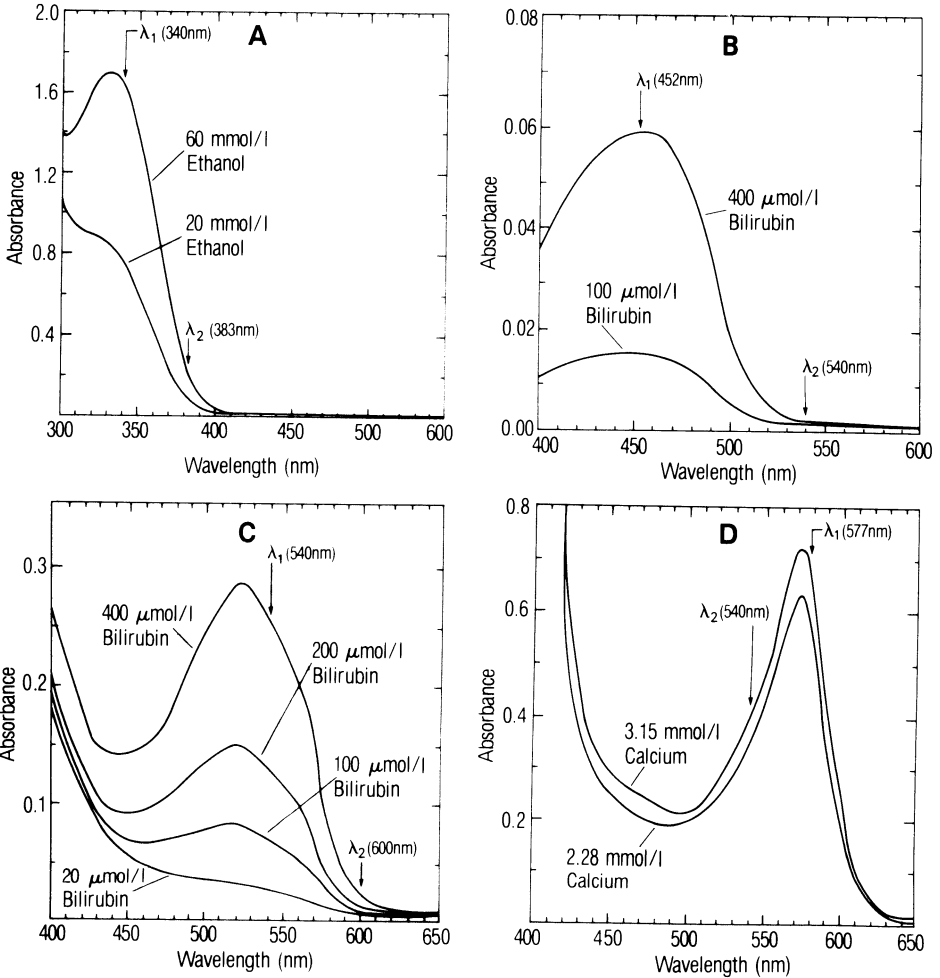 A
2.0
1.6
1.2
0.8
0.4
Absorbance
λ1 (340nm)
60 mmol/l
Ethanol
20 mmol/l
Ethanol
λ2 (383nm)
300 350 400 450 500 550 600
Wavelength (nm)
B
0.08
0.06
0.04
0.02
0.00
Absorbance
λ1 (452nm)
400 μmol/l
Bilirubin
100 μmol/l
Bilirubin
λ2 (540nm)
400 450 500 550 600
Wavelength (nm)
C
0.3
0.2
0.1
Absorbance
λ1 (540nm)
400 μmol/l
Bilirubin
200 μmol/l
Bilirubin
100 μmol/l
Bilirubin
λ2 (600nm)
20 μmol/l
Bilirubin
400 450 500 550 600 650
Wavelength (nm)
D
0.8
0.6
0.4
0.2
Absorbance
λ1 (577nm)
λ2 (540nm)
3.15 mmol/l
Calcium
2.28 mmol/l
Calcium
400 450 500 550 600 650
Wavelength (nm)